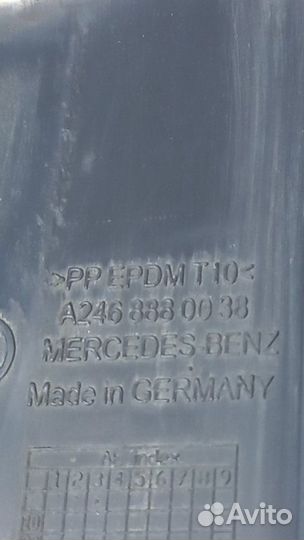 >PP EPDM T10<
A246 888 00 38
MERCEDES-BENZ
Made in GERMANY
Index
1 2 3 4 5 6 7 8 9
10
Avito